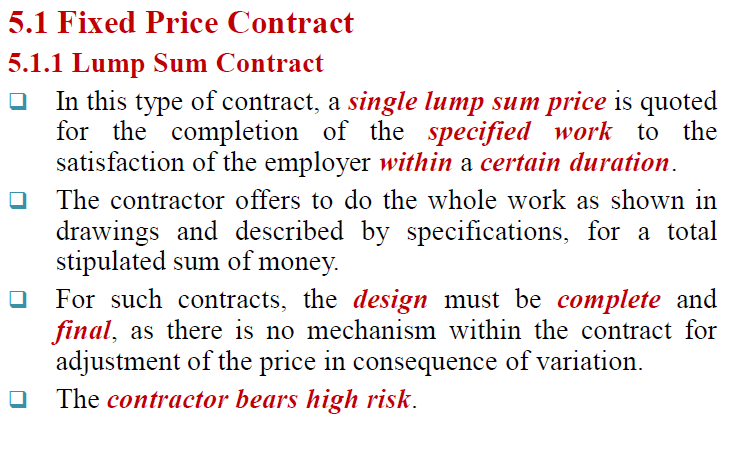 5.1 Fixed Price Contract
5.1.1 Lump Sum Contract
In this type of contract, a single lump sum price is quoted
for the completion of the specified work to the
satisfaction of the employer within a certain duration.
The contractor offers to do the whole work as shown in
drawings and described by specifications, for a total
stipulated sum of money.
For such contracts, the design must be complete and
final, as there is no mechanism within the contract for
adjustment of the price in consequence of variation.
The contractor bears high risk.